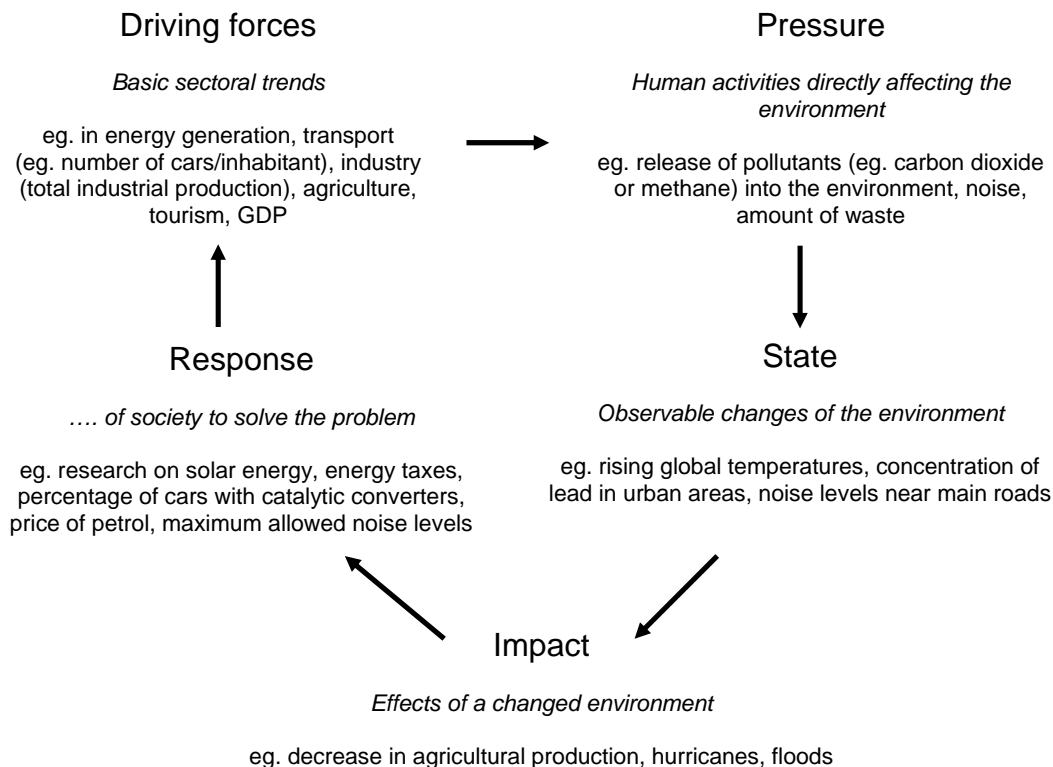 Driving forces
Basic sectoral trends
eg. in energy generation, transport
(eg. number of cars/inhabitant), industry
(total industrial production), agriculture,
tourism, GDP
Pressure
Human activities directly affecting the
environment
eg. release of pollutants (eg. carbon dioxide
or methane) into the environment, noise,
amount of waste
State
Observable changes of the environment
eg. rising global temperatures, concentration of
lead in urban areas, noise levels near main roads
Impact
Effects of a changed environment
eg. decrease in agricultural production, hurricanes, floods
Response
…. of society to solve the problem
eg. research on solar energy, energy taxes,
percentage of cars with catalytic converters,
price of petrol, maximum allowed noise levels